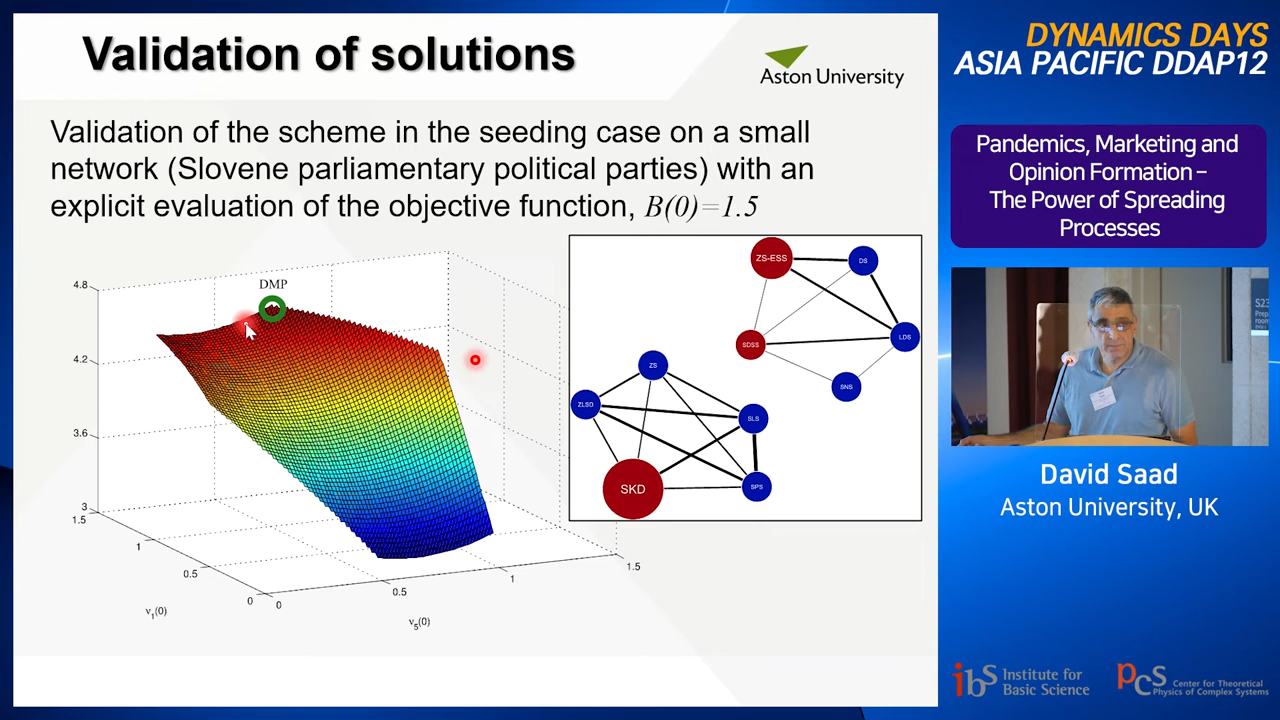 Validation of solutions
Aston University
Validation of the scheme in the seeding case on a small
network (Slovene parliamentary political parties) with an
explicit evaluation of the objective function, B(0)=1.5
DMP
4.8
4.2
3.6
3
1.5
1
0.5
0
0
0.5
1
1.5
ν₁(0)
ν₅(0)
ZS-ESS
DS
SDSS
LDS
SNS
ZS
ZLSD
SLS
SKD
SPS
DYNAMICS DAYS
ASIA PACIFIC DDAP12
Pandemics, Marketing and
Opinion Formation –
The Power of Spreading
Processes
S23
David Saad
Aston University, UK
ibS Institute for
Basic Science
PCS Center for Theoretical
Physics of Complex Systems